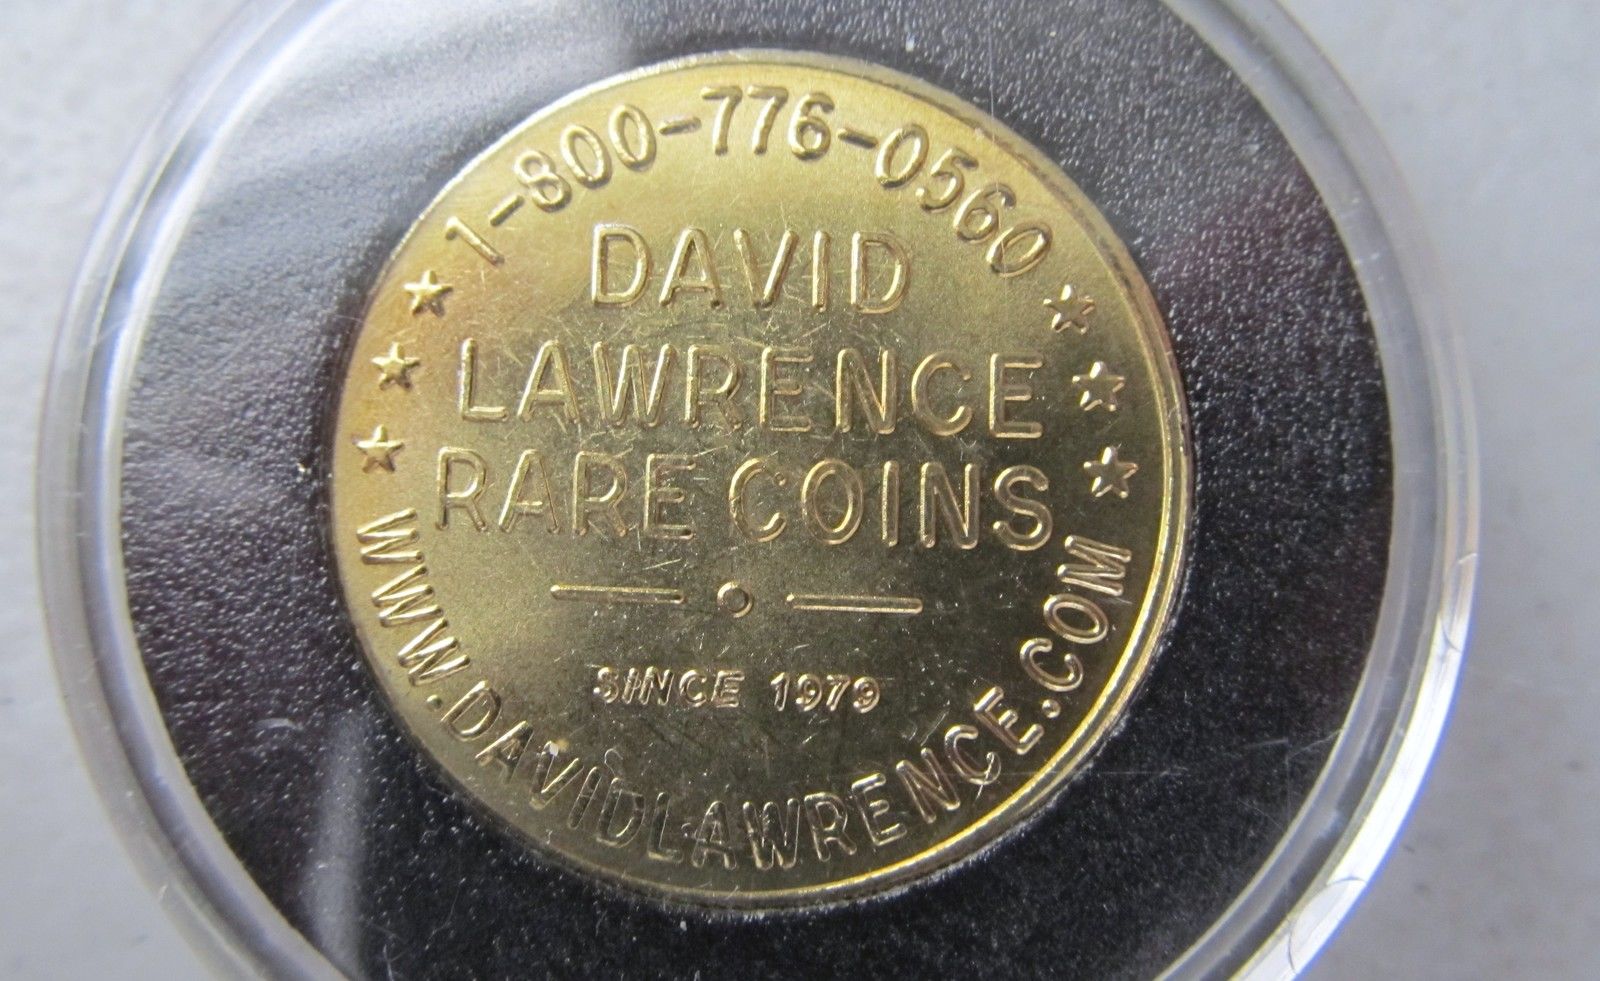 1-800-776-0560
DAVID
LAWRENCE
RARE COINS
SINCE 1979
WWW.DAVIDLAWRENCE.COM